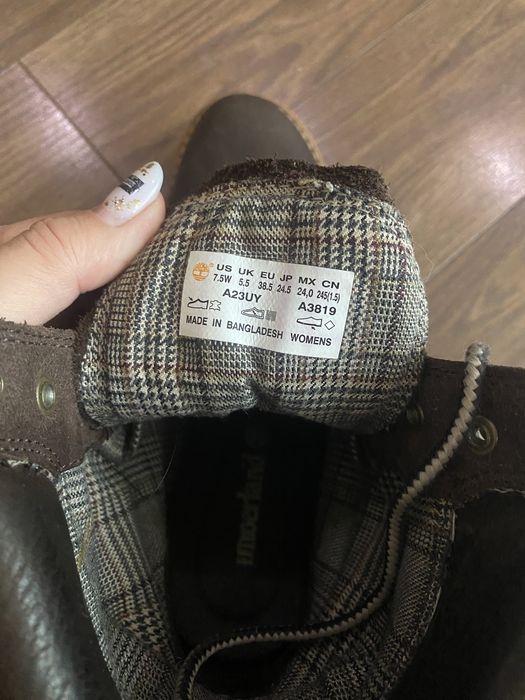 US UK EU JP MX CN
7.5W 5.5 38.5 24.5 24,0 245(1.5)
A23UY A3819
MADE IN BANGLADESH WOMENS
Timberland